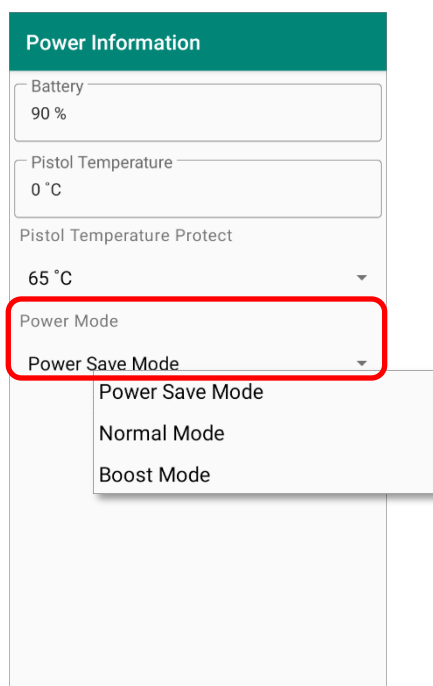 Power Information
Battery
90 %
Pistol Temperature
0 °C
Pistol Temperature Protect
65 °C
Power Mode
Power Save Mode
Power Save Mode
Normal Mode
Boost Mode